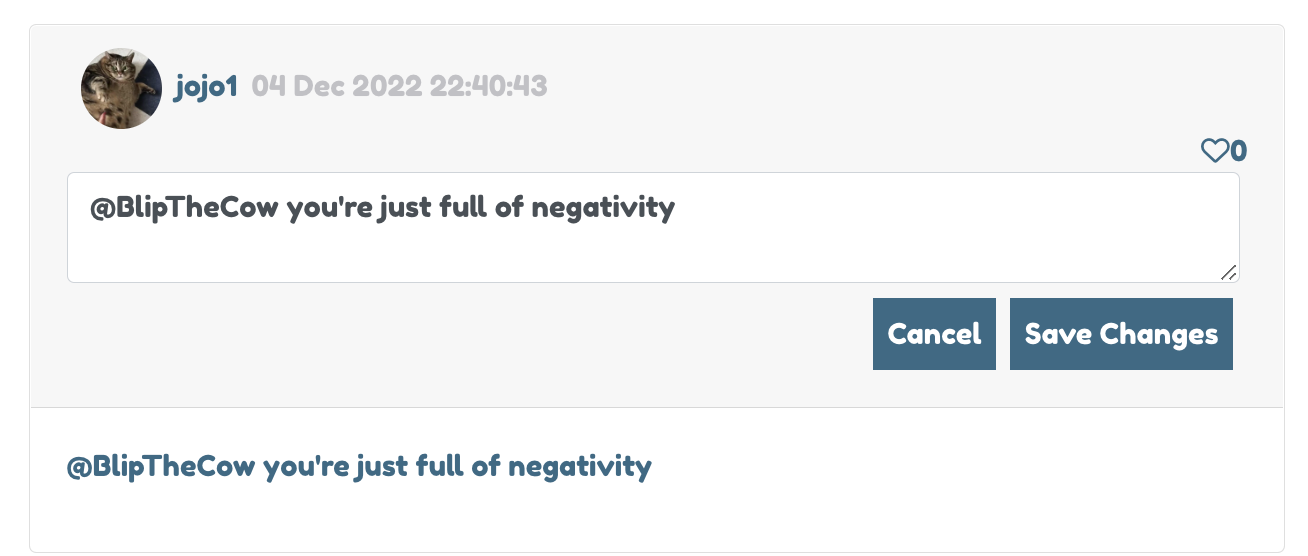 jojo1 04 Dec 2022 22:40:43
0
@BlipTheCow you're just full of negativity
Cancel Save Changes
@BlipTheCow you're just full of negativity